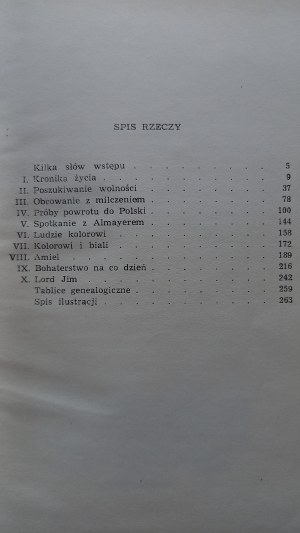 SPIS RZECZY
Kilka słów wstępu . . . . . . . . . 5
I. Kronika życia . . . . . . . . . . 9
II. Poszukiwanie wolności . . . . . . . . 37
III. Obcowanie z milczeniem . . . . . . . 78
IV. Próby powrotu do Polski . . . . . . . 100
V. Spotkanie z Almayerem . . . . . . . 144
VI. Ludzie kolorowi . . . . . . . . . 158
VII. Kolorowi i biali . . . . . . . . . 172
VIII. Amiel . . . . . . . . . . . 189
IX. Bohaterstwo na co dzień . . . . . . . 216
X. Lord Jim . . . . . . . . . . . 242
Tablice genealogiczne . . . . . . . . 259
Spis ilustracji . . . . . . . . . . 263